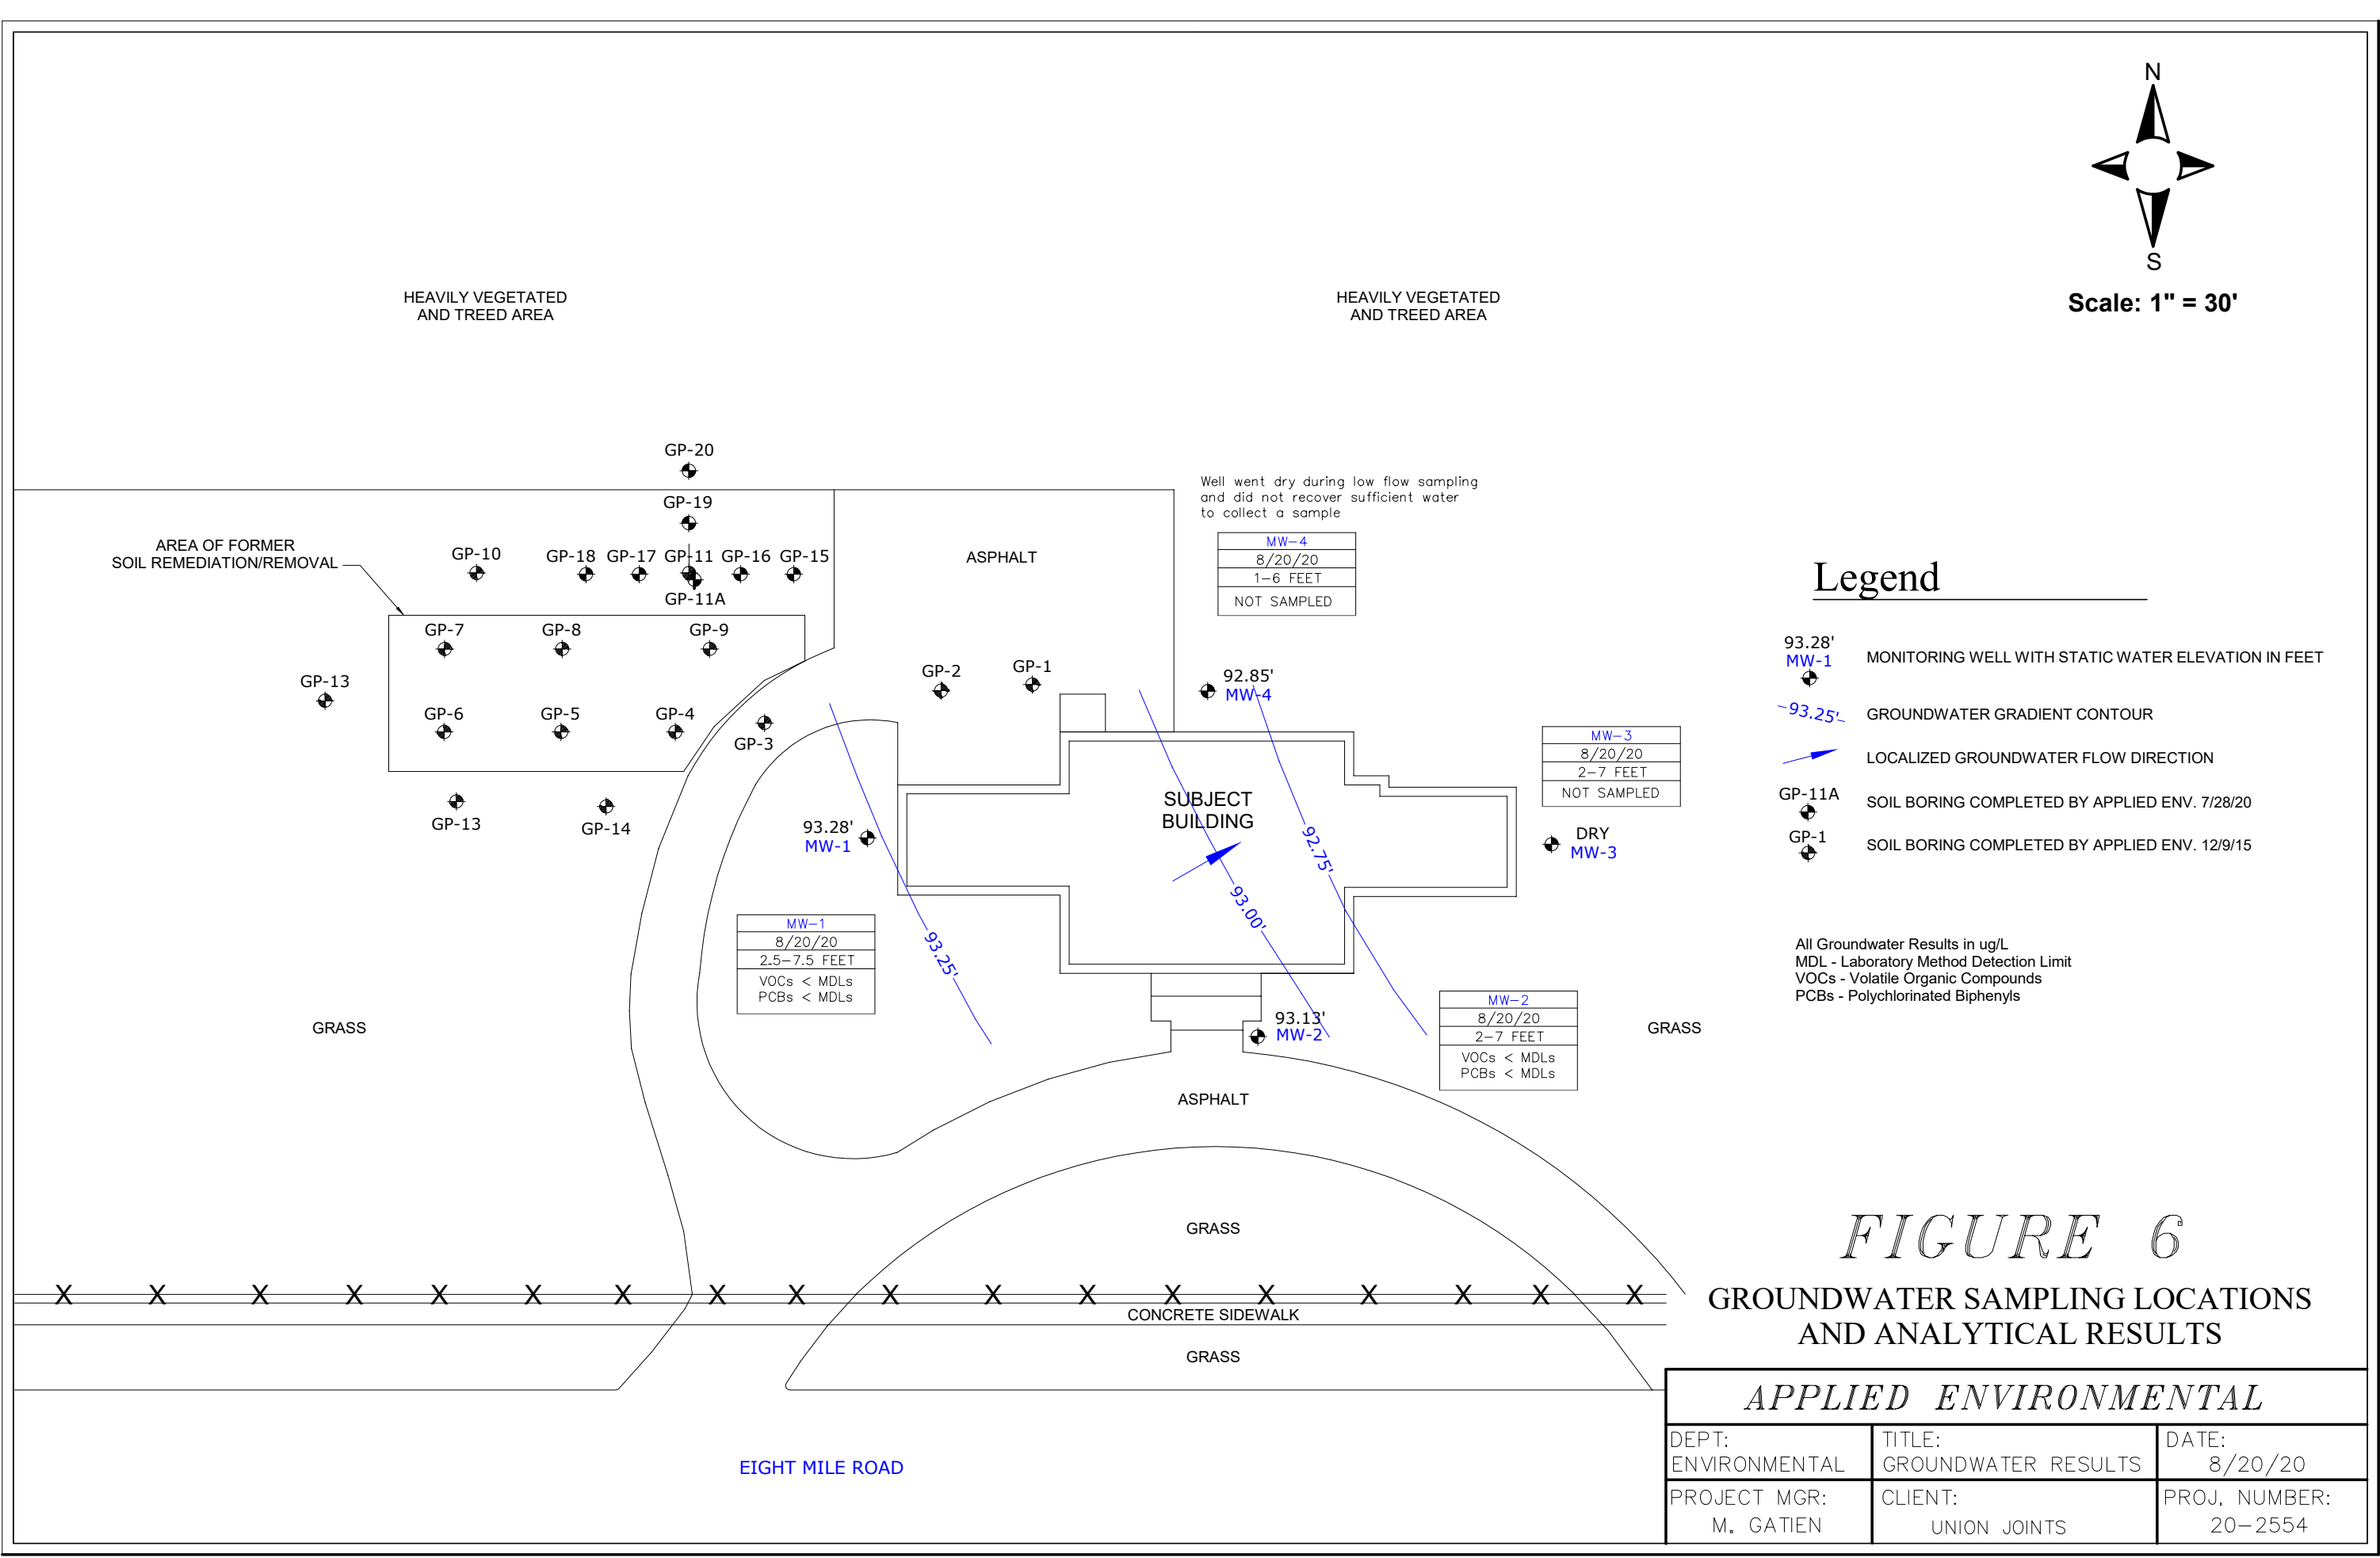 N
S
Scale: 1" = 30'
HEAVILY VEGETATED
AND TREED AREA
HEAVILY VEGETATED
AND TREED AREA
GP-20
GP-19
AREA OF FORMER
SOIL REMEDIATION/REMOVAL
GP-10
GP-18
GP-17
GP-11
GP-16
GP-15
GP-11A
ASPHALT
Well went dry during low flow sampling
and did not recover sufficient water
to collect a sample
MW-4
8/20/20
1-6 FEET
NOT SAMPLED
GP-7
GP-8
GP-9
GP-13
GP-6
GP-5
GP-4
GP-3
GP-2
GP-1
92.85'
MW-4
GP-13
GP-14
93.28'
MW-1
SUBJECT
BUILDING
92.75'
93.00'
93.25'
MW-3
8/20/20
2-7 FEET
NOT SAMPLED
DRY
MW-3
MW-1
8/20/20
2.5-7.5 FEET
VOCs < MDLs
PCBs < MDLs
93.13'
MW-2
MW-2
8/20/20
2-7 FEET
VOCs < MDLs
PCBs < MDLs
GRASS
GRASS
ASPHALT
GRASS
X X X X X X X X X X X X X X X X X X
CONCRETE SIDEWALK
GRASS
EIGHT MILE ROAD
Legend
93.28'
MW-1
MONITORING WELL WITH STATIC WATER ELEVATION IN FEET
93.25'
GROUNDWATER GRADIENT CONTOUR
LOCALIZED GROUNDWATER FLOW DIRECTION
GP-11A
SOIL BORING COMPLETED BY APPLIED ENV. 7/28/20
GP-1
SOIL BORING COMPLETED BY APPLIED ENV. 12/9/15
All Groundwater Results in ug/L
MDL - Laboratory Method Detection Limit
VOCs - Volatile Organic Compounds
PCBs - Polychlorinated Biphenyls
FIGURE 6
GROUNDWATER SAMPLING LOCATIONS
AND ANALYTICAL RESULTS
APPLIED ENVIRONMENTAL
DEPT:
ENVIRONMENTAL
TITLE:
GROUNDWATER RESULTS
DATE:
8/20/20
PROJECT MGR:
M. GATIEN
CLIENT:
UNION JOINTS
PROJ. NUMBER:
20-2554